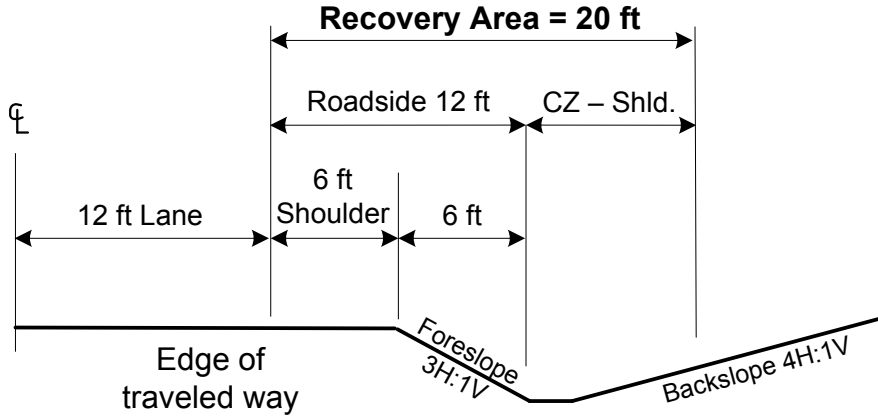 Recovery Area = 20 ft
Roadside 12 ft
CZ – Shld.
℄
6 ft
Shoulder
12 ft Lane
6 ft
Foreslope
3H:1V
Edge of
traveled way
Backslope 4H:1V